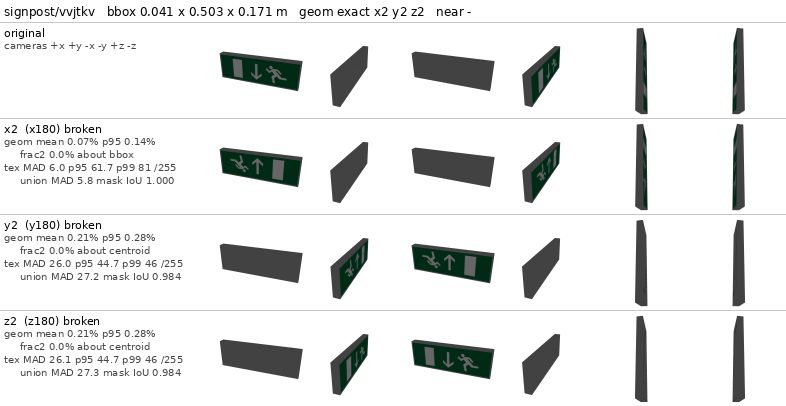 signpost/vvjtkv   bbox 0.041 x 0.503 x 0.171 m   geom exact x2 y2 z2   near -
original
cameras +x +y -x -y +z -z
x2  (x180) broken
geom mean 0.07% p95 0.14%
frac2 0.0% about bbox
tex MAD 6.0 p95 61.7 p99 81 /255
union MAD 5.8 mask IoU 1.000
y2  (y180) broken
geom mean 0.21% p95 0.28%
frac2 0.0% about centroid
tex MAD 26.0 p95 44.7 p99 46 /255
union MAD 27.2 mask IoU 0.984
z2  (z180) broken
geom mean 0.21% p95 0.28%
frac2 0.0% about centroid
tex MAD 26.1 p95 44.7 p99 46 /255
union MAD 27.3 mask IoU 0.984